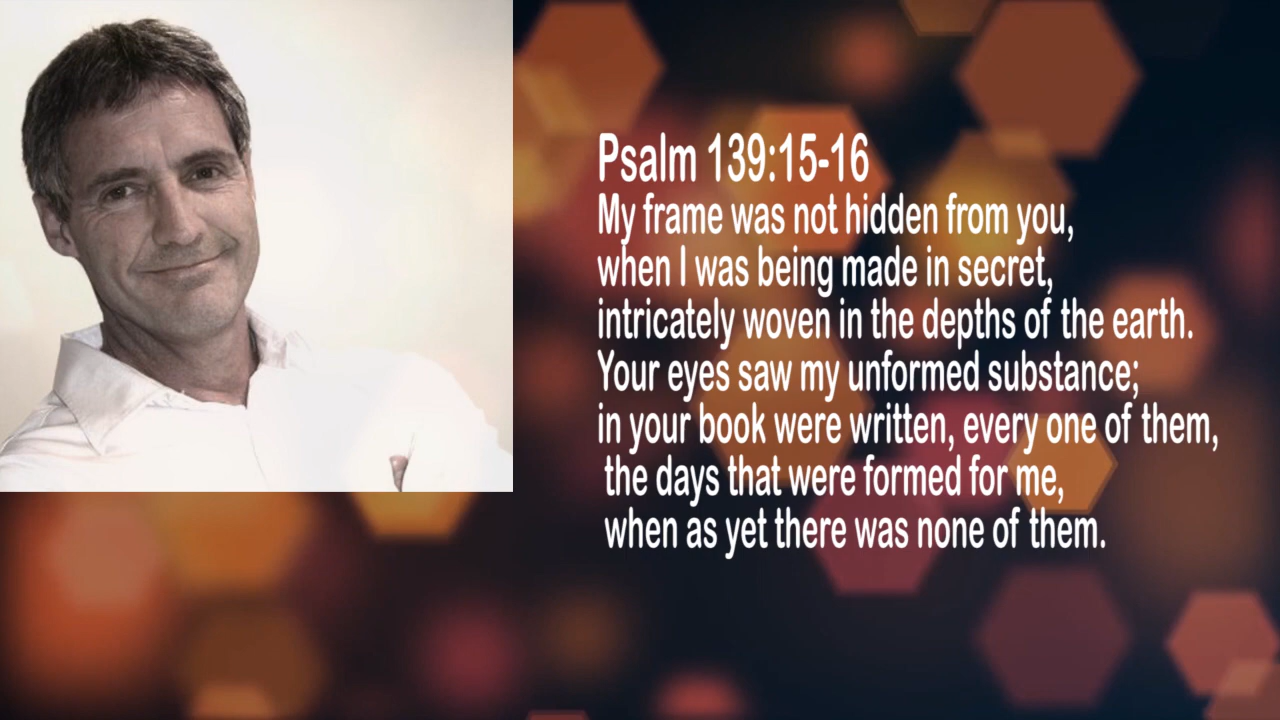 Psalm 139:15-16
My frame was not hidden from you,
when I was being made in secret,
intricately woven in the depths of the earth.
Your eyes saw my unformed substance;
in your book were written, every one of them,
the days that were formed for me,
when as yet there was none of them.